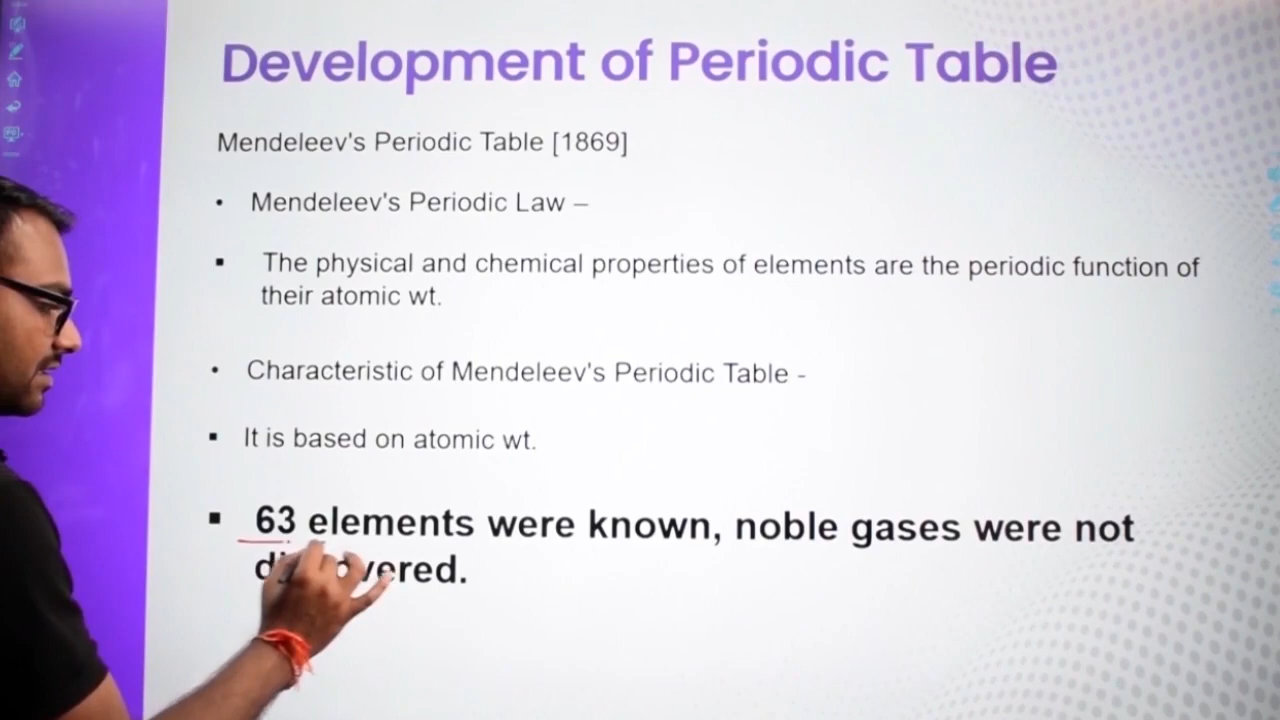 Development of Periodic Table
Mendeleev's Periodic Table [1869]
• Mendeleev's Periodic Law –
▪ The physical and chemical properties of elements are the periodic function of
their atomic wt.
• Characteristic of Mendeleev's Periodic Table -
▪ It is based on atomic wt.
▪ 63 elements were known, noble gases were not